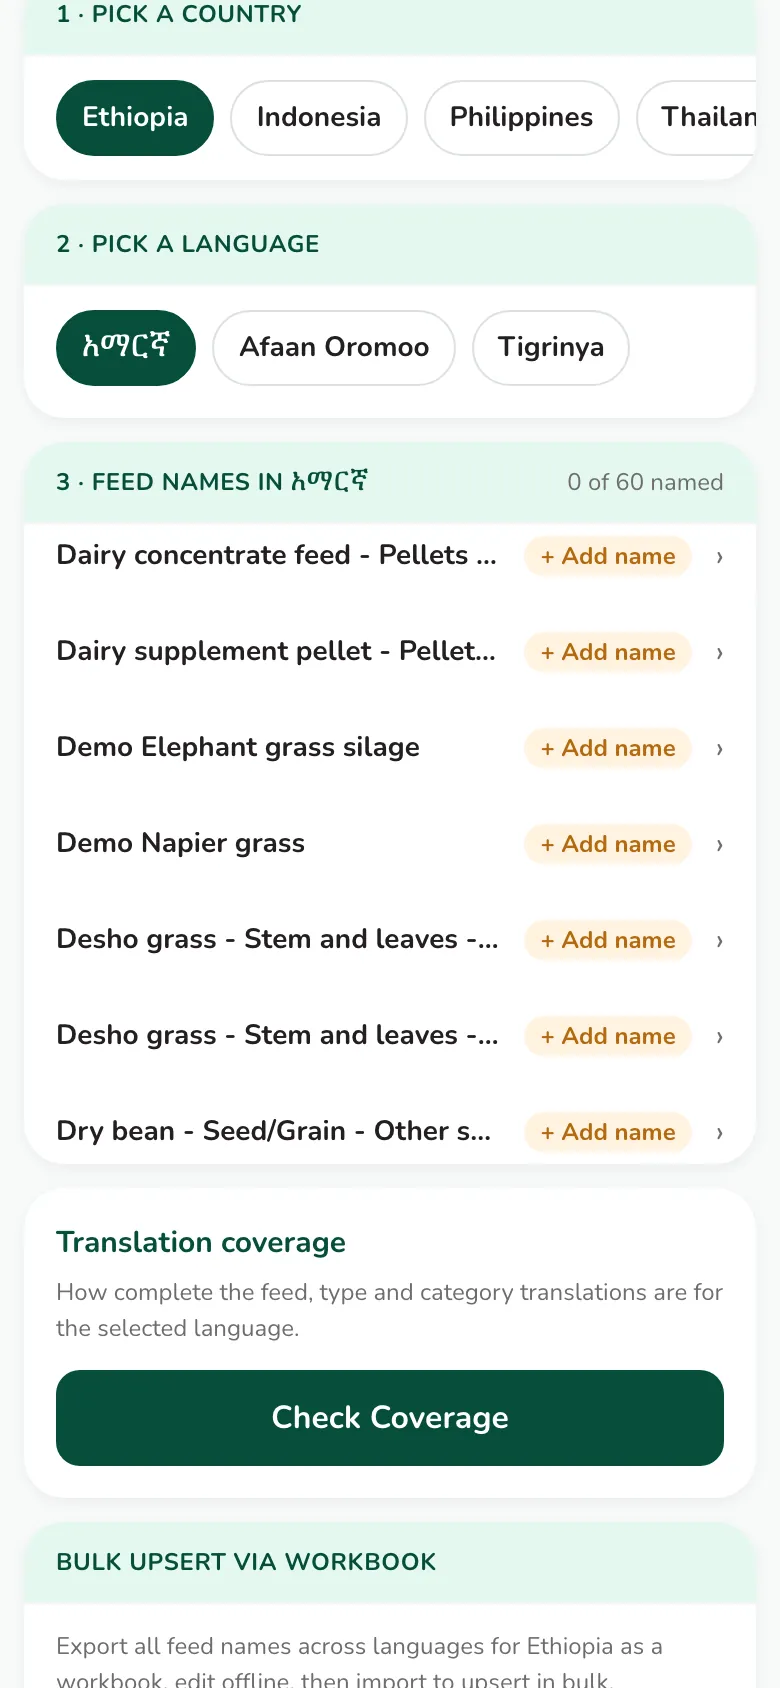 1 · PICK A COUNTRY
Ethiopia Indonesia Philippines Thailan
2 · PICK A LANGUAGE
አማርኛ Afaan Oromoo Tigrinya
3 · FEED NAMES IN አማርኛ 0 of 60 named
Dairy concentrate feed - Pellets ... + Add name ›
Dairy supplement pellet - Pellet... + Add name ›
Demo Elephant grass silage + Add name ›
Demo Napier grass + Add name ›
Desho grass - Stem and leaves -... + Add name ›
Desho grass - Stem and leaves -... + Add name ›
Dry bean - Seed/Grain - Other s... + Add name ›
Translation coverage
How complete the feed, type and category translations are for
the selected language.
Check Coverage
BULK UPSERT VIA WORKBOOK
Export all feed names across languages for Ethiopia as a
workbook, edit offline, then import to upsert in bulk.